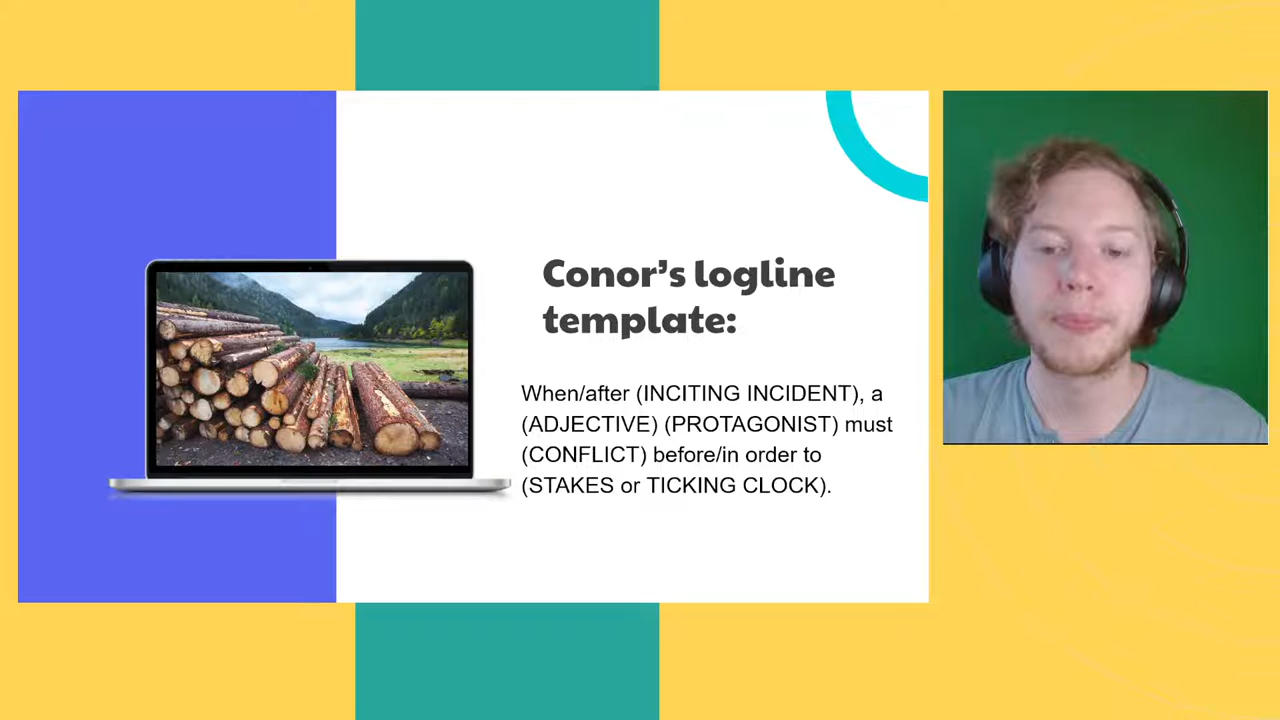 Conor’s logline
template:
When/after (INCITING INCIDENT), a
(ADJECTIVE) (PROTAGONIST) must
(CONFLICT) before/in order to
(STAKES or TICKING CLOCK).